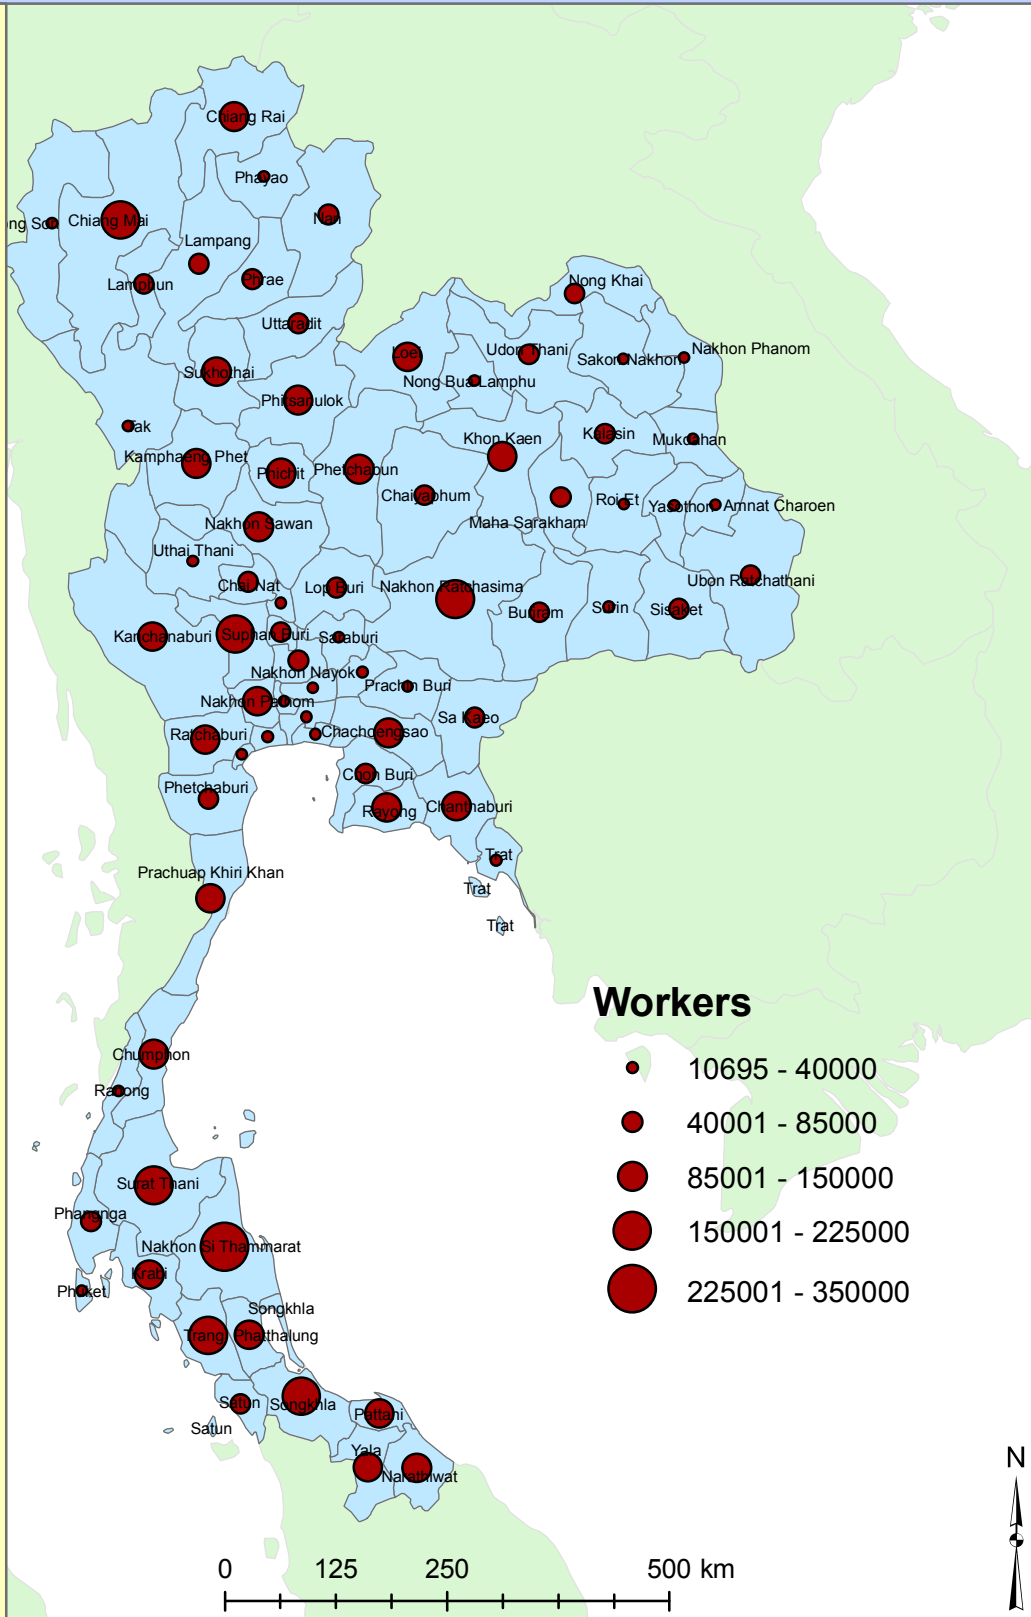 Chiang Rai
Phayao
Nan
ong Son
Chiang Mai
Lampang
Lamphun
Phrae
Uttaradit
Nong Khai
Loei
Udon Thani
Sakon Nakhon
Nakhon Phanom
Nong Bua Lamphu
Sukhothai
Phitsanulok
Tak
Khon Kaen
Kalasin
Mukdahan
Kamphaeng Phet
Phichit
Phetchabun
Chaiyaphum
Roi Et
Yasothon
Amnat Charoen
Maha Sarakham
Nakhon Sawan
Uthai Thani
Chai Nat
Lop Buri
Nakhon Ratchasima
Ubon Ratchathani
Buriram
Surin
Sisaket
Kanchanaburi
Suphan Buri
Saraburi
Nakhon Nayok
Prachin Buri
Nakhon Pathom
Sa Kaeo
Ratchaburi
Chachoengsao
Chon Buri
Phetchaburi
Rayong
Chanthaburi
Trat
Trat
Trat
Prachuap Khiri Khan
Workers
10695 - 40000
40001 - 85000
85001 - 150000
150001 - 225000
225001 - 350000
Chumphon
Ranong
Surat Thani
Phangnga
Nakhon Si Thammarat
Krabi
Phuket
Songkhla
Trang
Phatthalung
Satun
Songkhla
Pattani
Satun
Yala
Narathiwat
N
0 125 250 500 km